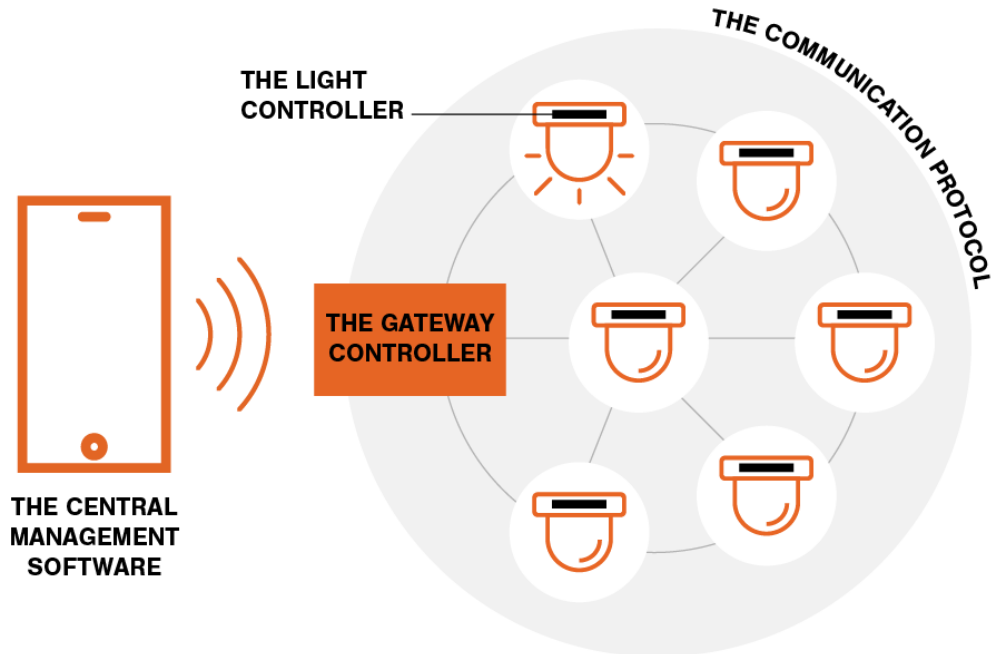 THE COMMUNICATION PROTOCOL
THE LIGHT
CONTROLLER
THE GATEWAY
CONTROLLER
THE CENTRAL
MANAGEMENT
SOFTWARE